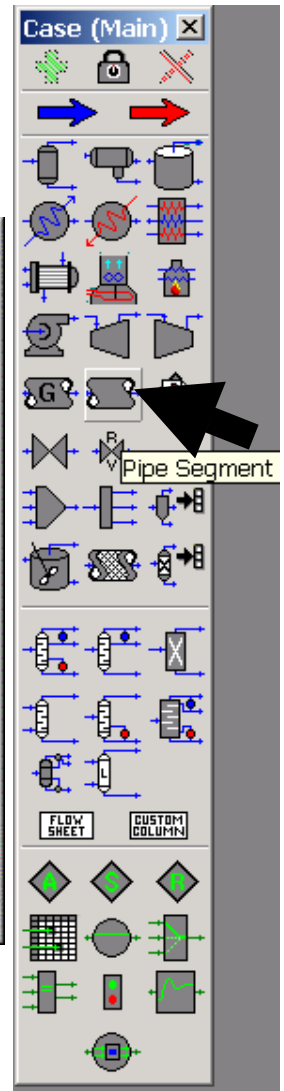 Case (Main)
G
R
V
Pipe Segment
L
FLOW
SHEET
CUSTOM
COLUMN
A
S
R